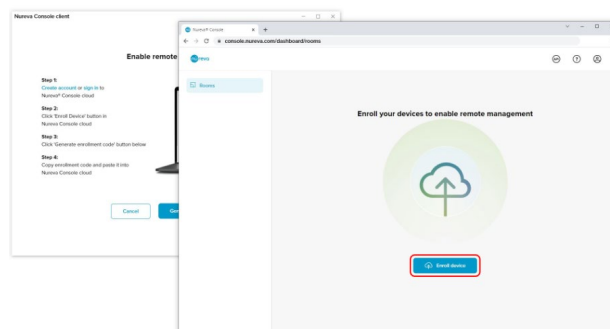 Nureva Console client
Enable remote
Step 1:
Create account or sign in to
Nureva® Console cloud
Step 2:
Click 'Enroll Device' button in
Nureva Console cloud
Step 3:
Click 'Generate enrollment code' button below
Step 4:
Copy enrollment code and paste it into
Nureva Console cloud
Cancel
Gen
Nureva® Console
console.nureva.com/dashboard/rooms
nureva
Rooms
Enroll your devices to enable remote management
Enroll device